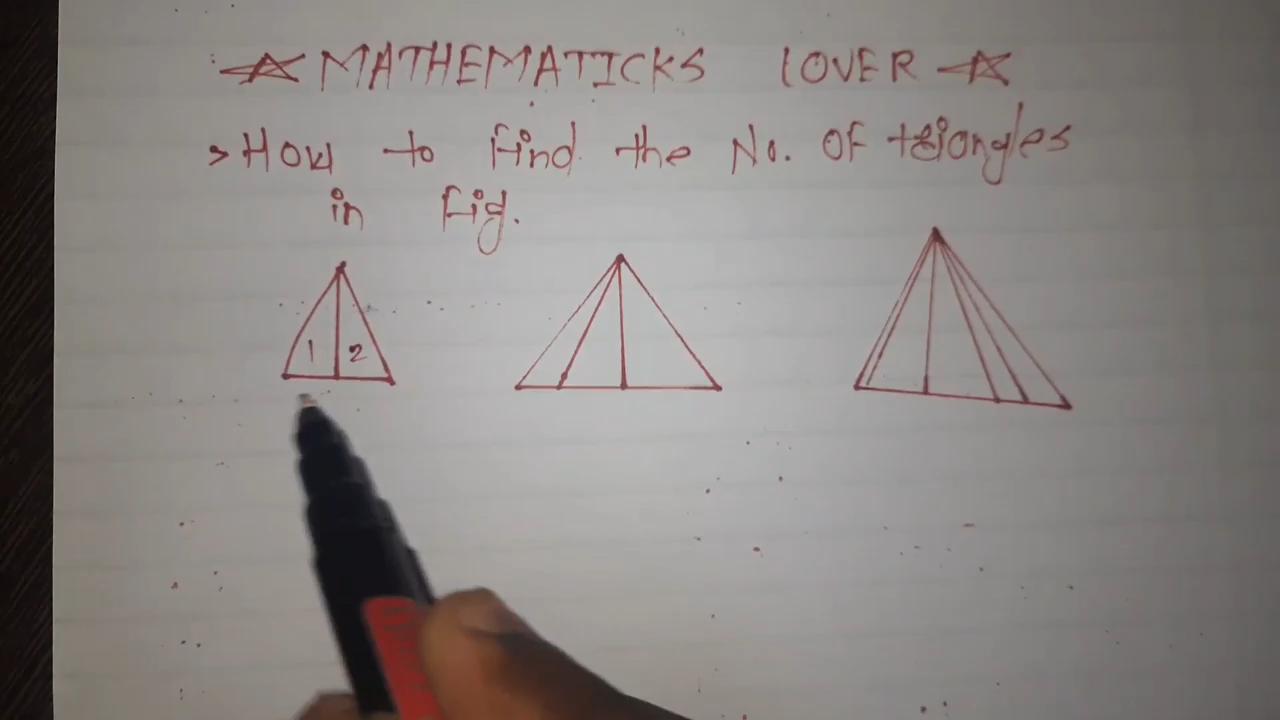 ☆ MATHEMATICKS LOVER ☆
> How to find the No. of triangles
in fig.
1 2